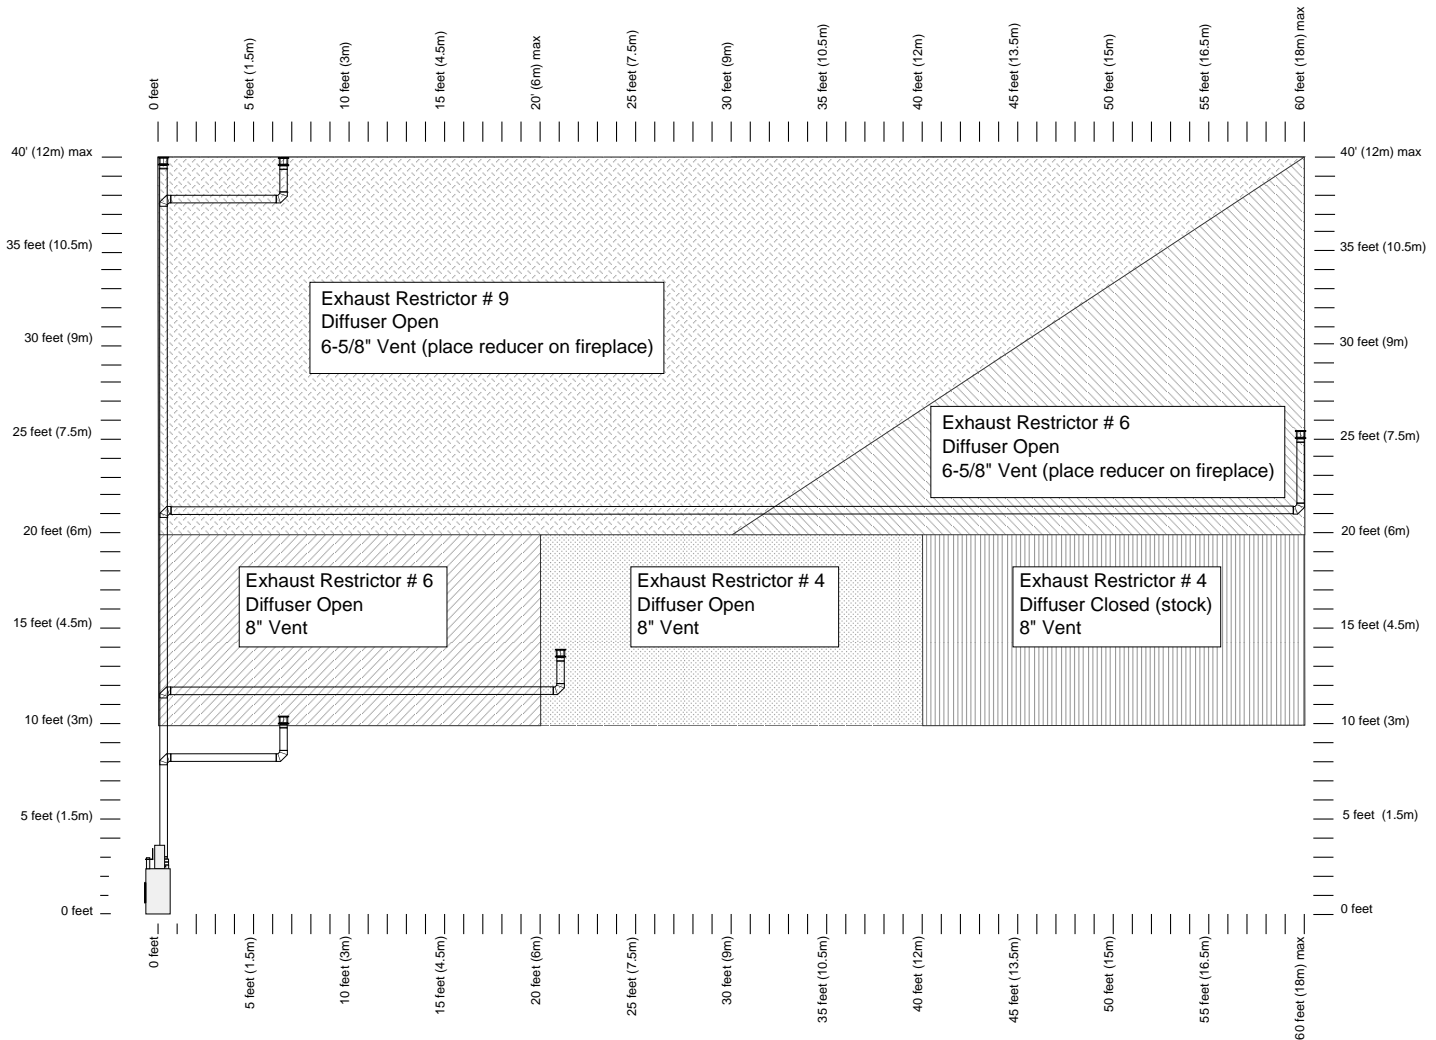 0 feet
5 feet (1.5m)
10 feet (3m)
15 feet (4.5m)
20' (6m) max
25 feet (7.5m)
30 feet (9m)
35 feet (10.5m)
40 feet (12m)
45 feet (13.5m)
50 feet (15m)
55 feet (16.5m)
60 feet (18m) max
40' (12m) max
35 feet (10.5m)
30 feet (9m)
25 feet (7.5m)
20 feet (6m)
15 feet (4.5m)
10 feet (3m)
5 feet (1.5m)
0 feet
Exhaust Restrictor # 9
Diffuser Open
6-5/8" Vent (place reducer on fireplace)
Exhaust Restrictor # 6
Diffuser Open
6-5/8" Vent (place reducer on fireplace)
Exhaust Restrictor # 6
Diffuser Open
8" Vent
Exhaust Restrictor # 4
Diffuser Open
8" Vent
Exhaust Restrictor # 4
Diffuser Closed (stock)
8" Vent
40' (12m) max
35 feet (10.5m)
30 feet (9m)
25 feet (7.5m)
20 feet (6m)
15 feet (4.5m)
10 feet (3m)
5 feet (1.5m)
0 feet
0 feet
5 feet (1.5m)
10 feet (3m)
15 feet (4.5m)
20 feet (6m)
25 feet (7.5m)
30 feet (9m)
35 feet (10.5m)
40 feet (12m)
45 feet (13.5m)
50 feet (15m)
55 feet (16.5m)
60 feet (18m) max